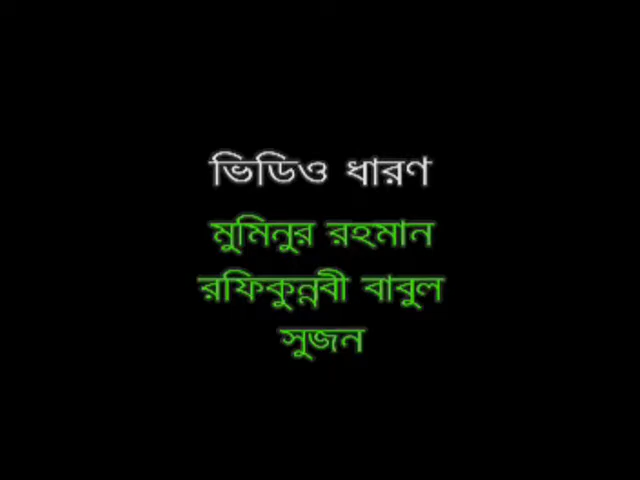 ভিডিও ধারণ
মুমিনুর রহমান
রফিকুন্নবী বাবুল
সুজন